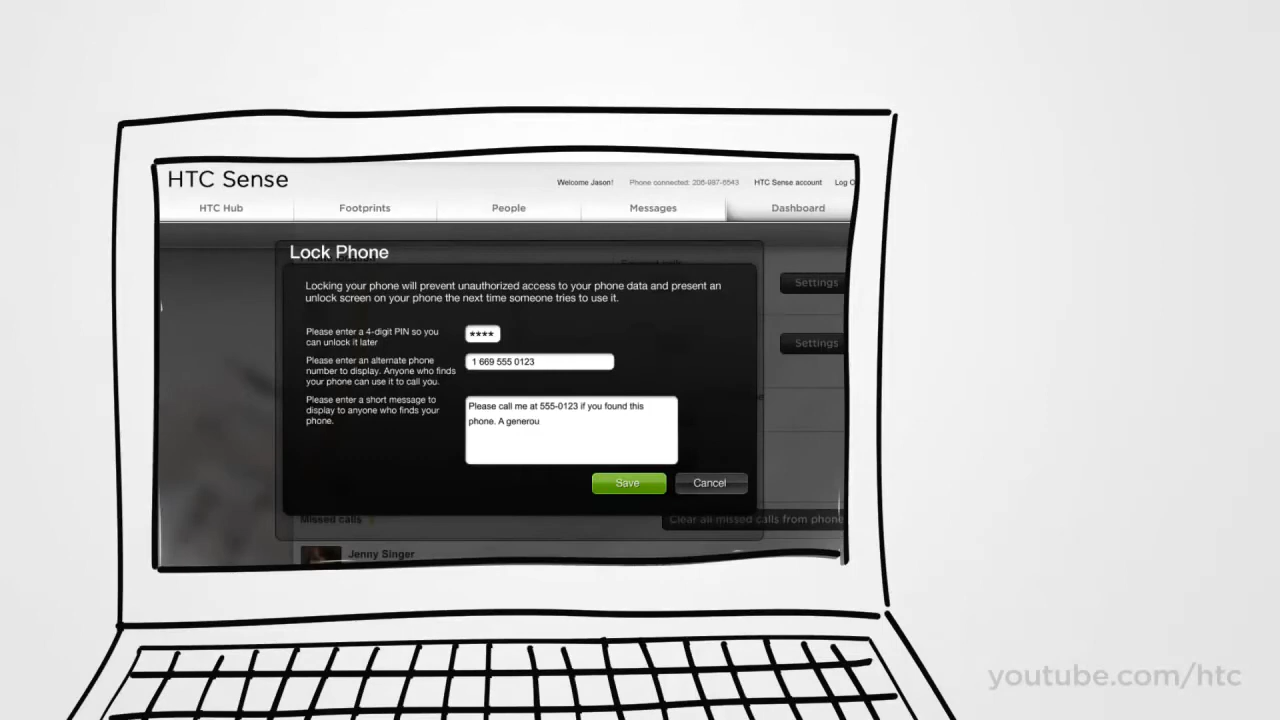 HTC Sense
Welcome Jason! Phone connected: 206-997-6543 HTC Sense account Log O
HTC Hub Footprints People Messages Dashboard
Lock Phone
Locking your phone will prevent unauthorized access to your phone data and present an
unlock screen on your phone the next time someone tries to use it.
Settings
Please enter a 4-digit PIN so you
can unlock it later
****
Settings
Please enter an alternate phone
number to display. Anyone who finds
your phone can use it to call you.
1 669 555 0123
Please enter a short message to
display to anyone who finds your
phone.
Please call me at 555-0123 if you found this
phone. A generou
Save Cancel
Missed calls
Clear all missed calls from phone
Jenny Singer
youtube.com/htc